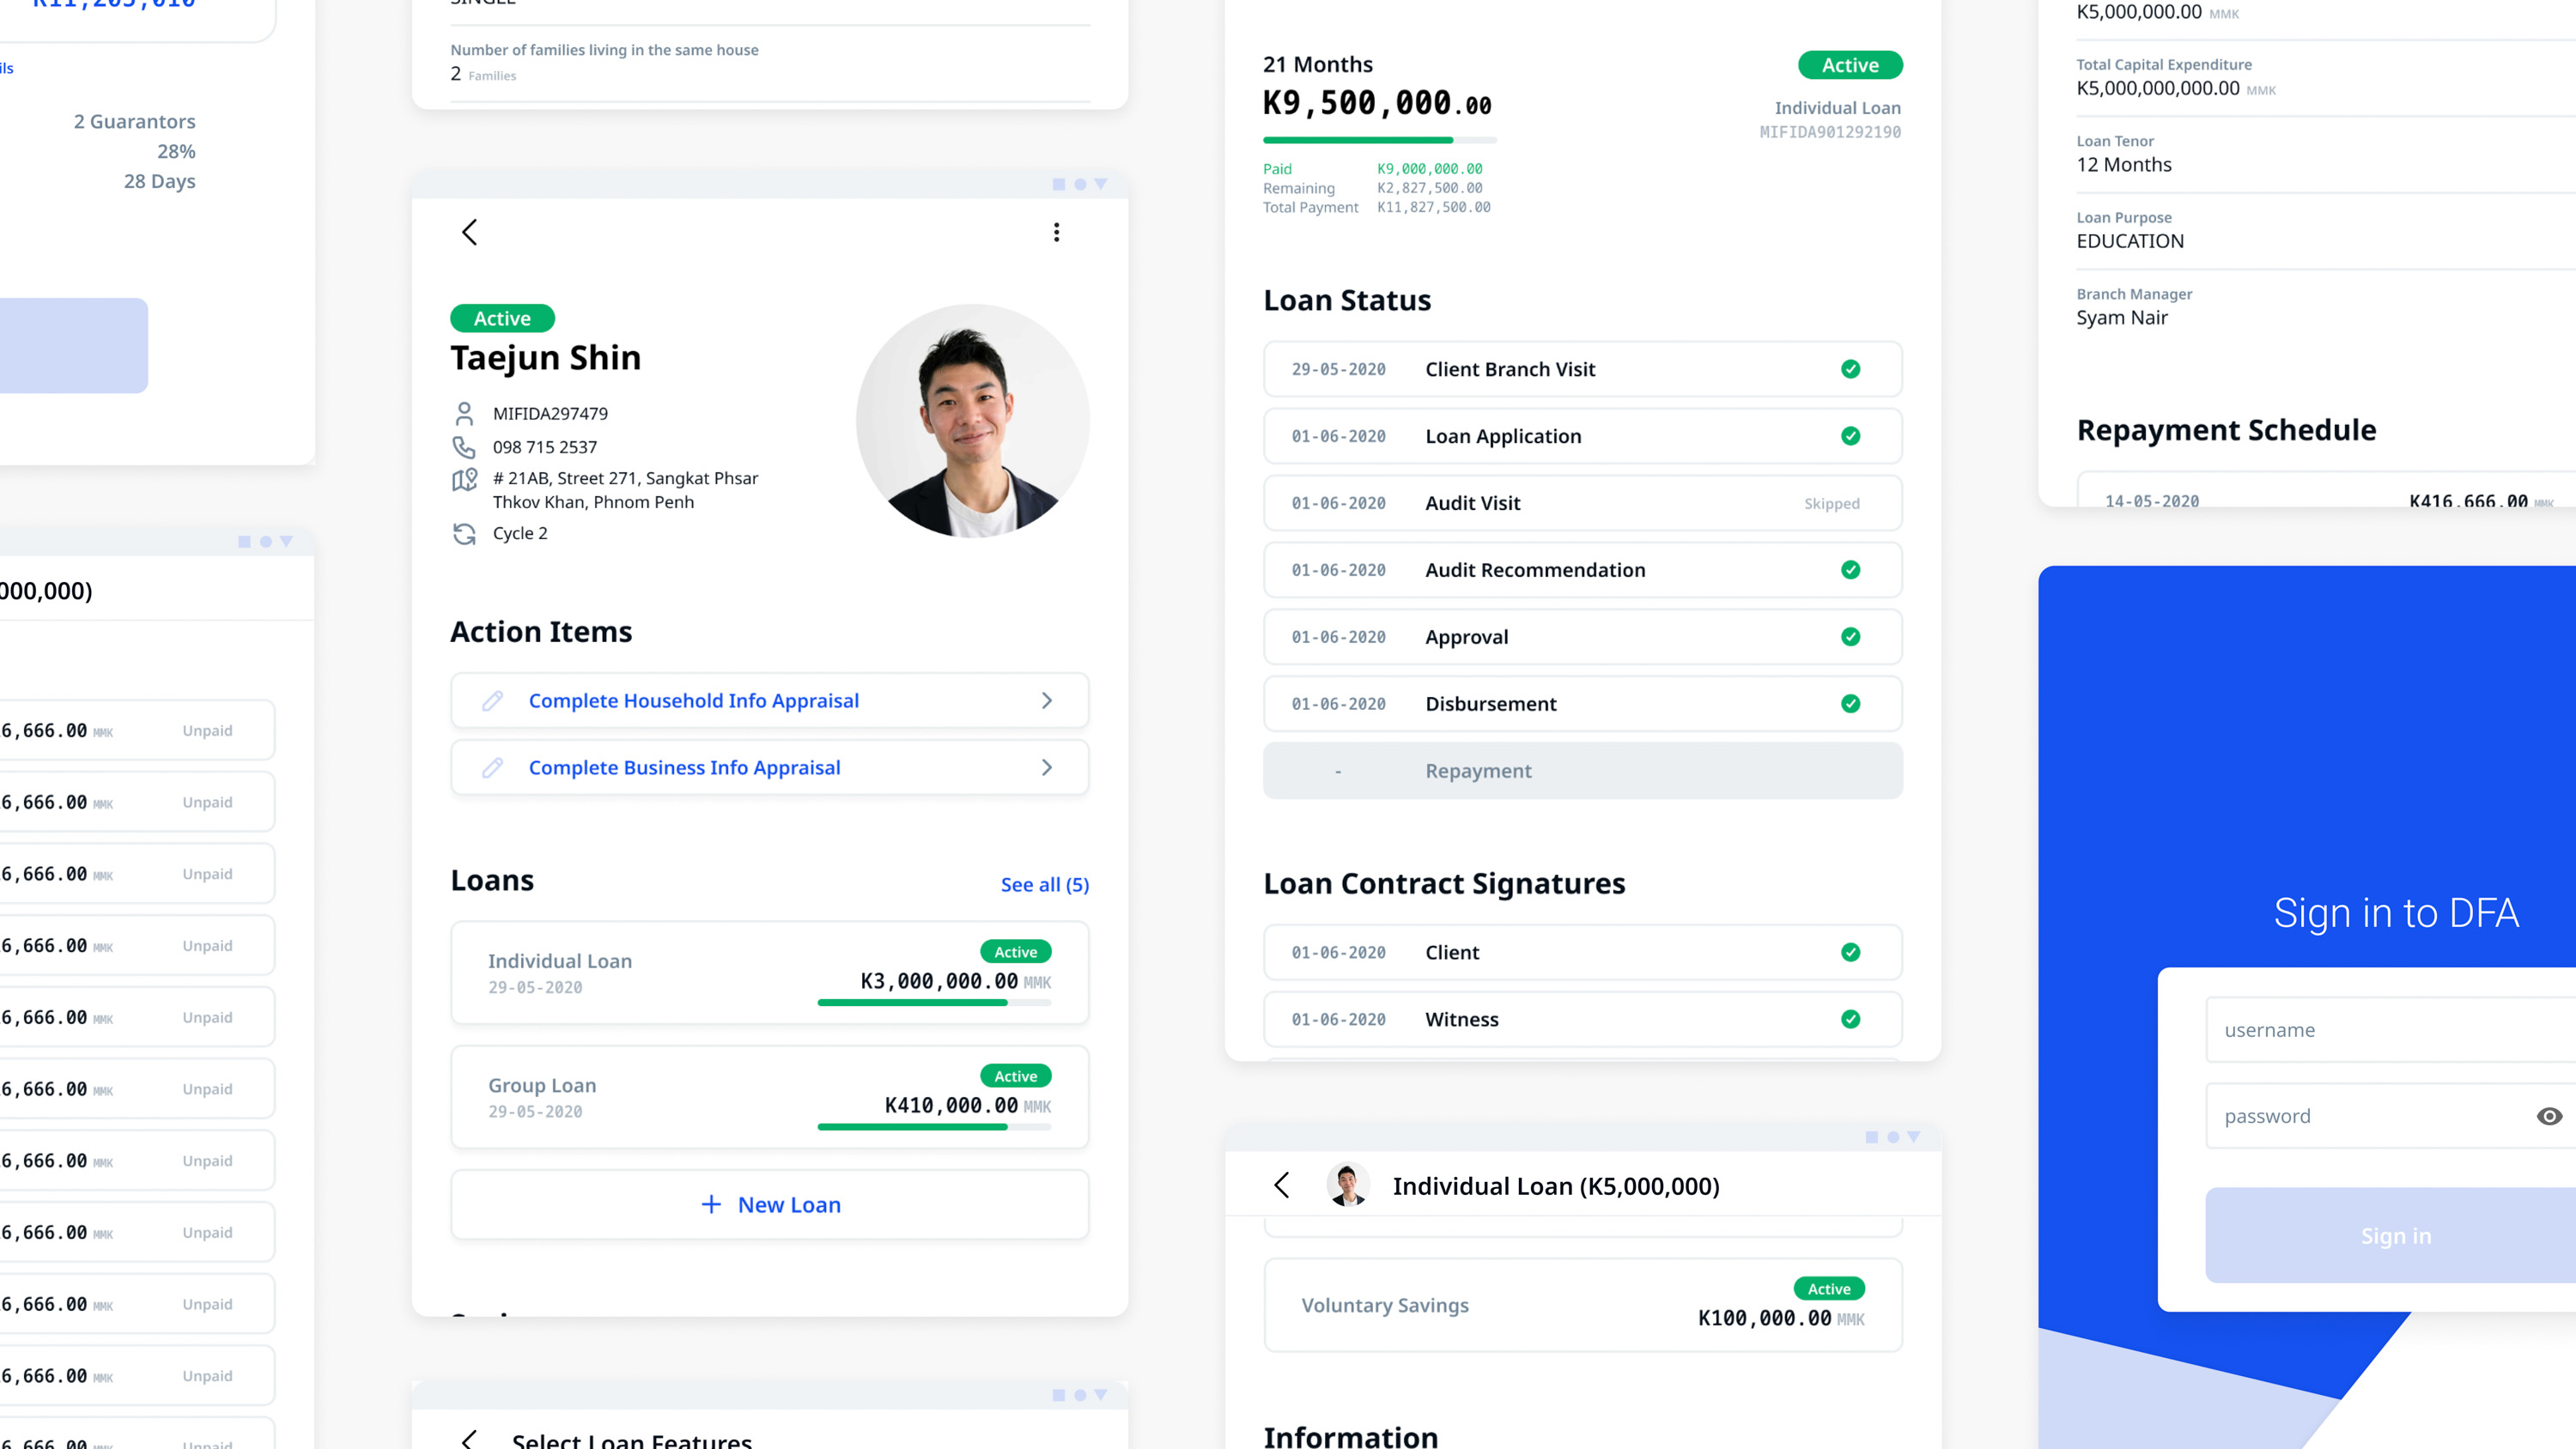 ils
2 Guarantors
28%
28 Days
000,000)
6,666.00 MMK Unpaid
6,666.00 MMK Unpaid
6,666.00 MMK Unpaid
6,666.00 MMK Unpaid
6,666.00 MMK Unpaid
6,666.00 MMK Unpaid
6,666.00 MMK Unpaid
6,666.00 MMK Unpaid
6,666.00 MMK Unpaid
6,666.00 MMK Unpaid
6,666.00 MMK Unpaid
SINGLE
Number of families living in the same house
2 Families
Active
Taejun Shin
MIFIDA297479
098 715 2537
# 21AB, Street 271, Sangkat Phsar
Thkov Khan, Phnom Penh
Cycle 2
Action Items
Complete Household Info Appraisal
Complete Business Info Appraisal
Loans
See all (5)
Individual Loan
29-05-2020
Active
K3,000,000.00 MMK
Group Loan
29-05-2020
Active
K410,000.00 MMK
+ New Loan
Select Loan Features
21 Months
K9,500,000.00
Active
Individual Loan
MIFIDA901292190
Paid K9,000,000.00
Remaining K2,827,500.00
Total Payment K11,827,500.00
Loan Status
29-05-2020 Client Branch Visit
01-06-2020 Loan Application
01-06-2020 Audit Visit Skipped
01-06-2020 Audit Recommendation
01-06-2020 Approval
01-06-2020 Disbursement
- Repayment
Loan Contract Signatures
01-06-2020 Client
01-06-2020 Witness
Individual Loan (K5,000,000)
Voluntary Savings
Active
K100,000.00 MMK
Information
K5,000,000.00 MMK
Total Capital Expenditure
K5,000,000,000.00 MMK
Loan Tenor
12 Months
Loan Purpose
EDUCATION
Branch Manager
Syam Nair
Repayment Schedule
14-05-2020 K416,666.00 MMK
Sign in to DFA
username
password
Sign in